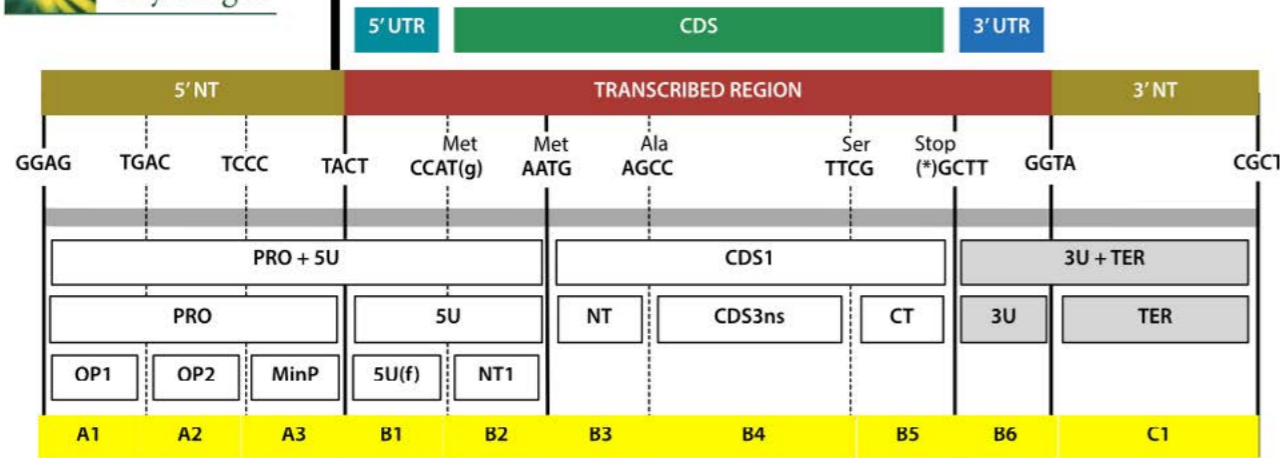 5' UTR CDS 3' UTR
5' NT TRANSCRIBED REGION 3' NT
Met Met Ala Ser Stop
GGAG TGAC TCCC TACT CCAT(g) AATG AGCC TTCG (*)GCTT GGTA CGCT
PRO + 5U CDS1 3U + TER
PRO 5U NT CDS3ns CT 3U TER
OP1 OP2 MinP 5U(f) NT1
A1 A2 A3 B1 B2 B3 B4 B5 B6 C1